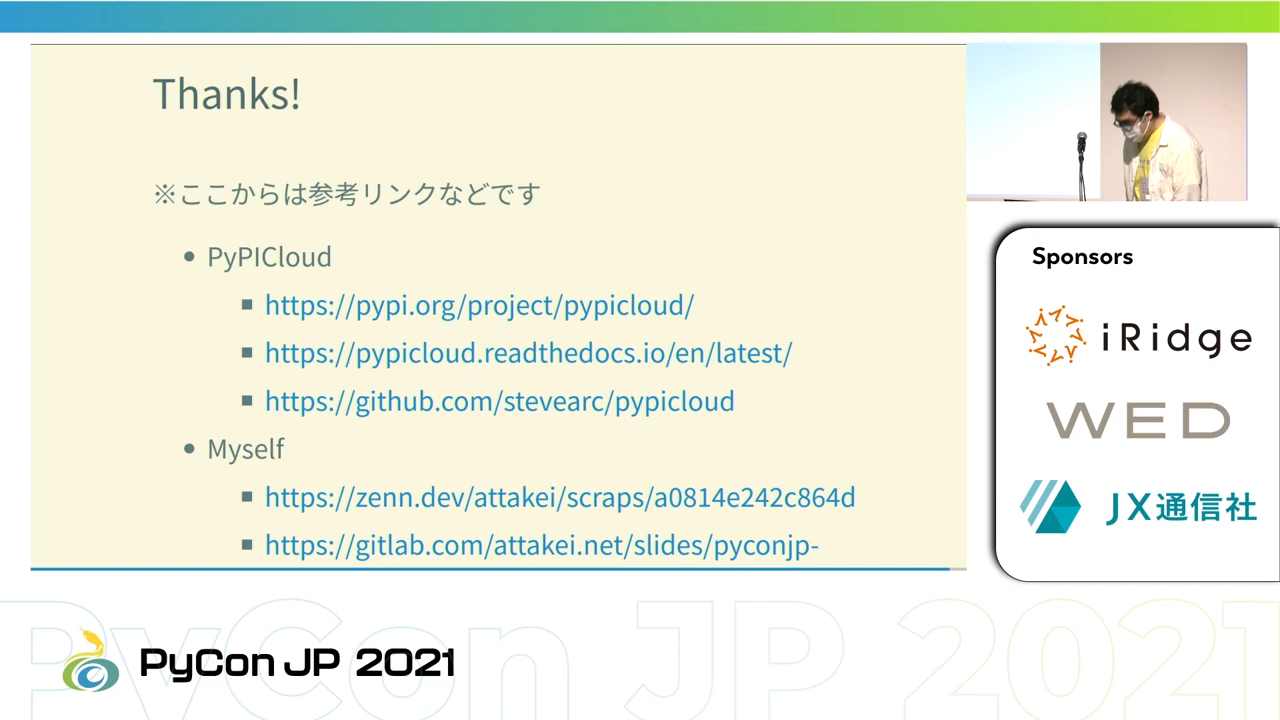 Thanks!
※ここからは参考リンクなどです
PyPICloud
https://pypi.org/project/pypicloud/
https://pypicloud.readthedocs.io/en/latest/
https://github.com/stevearc/pypicloud
Myself
https://zenn.dev/attakei/scraps/a0814e242c864d
https://gitlab.com/attakei.net/slides/pyconjp-
Sponsors
iRidge
WED
JX通信社
PyCon JP 2021
PyCon JP 2021